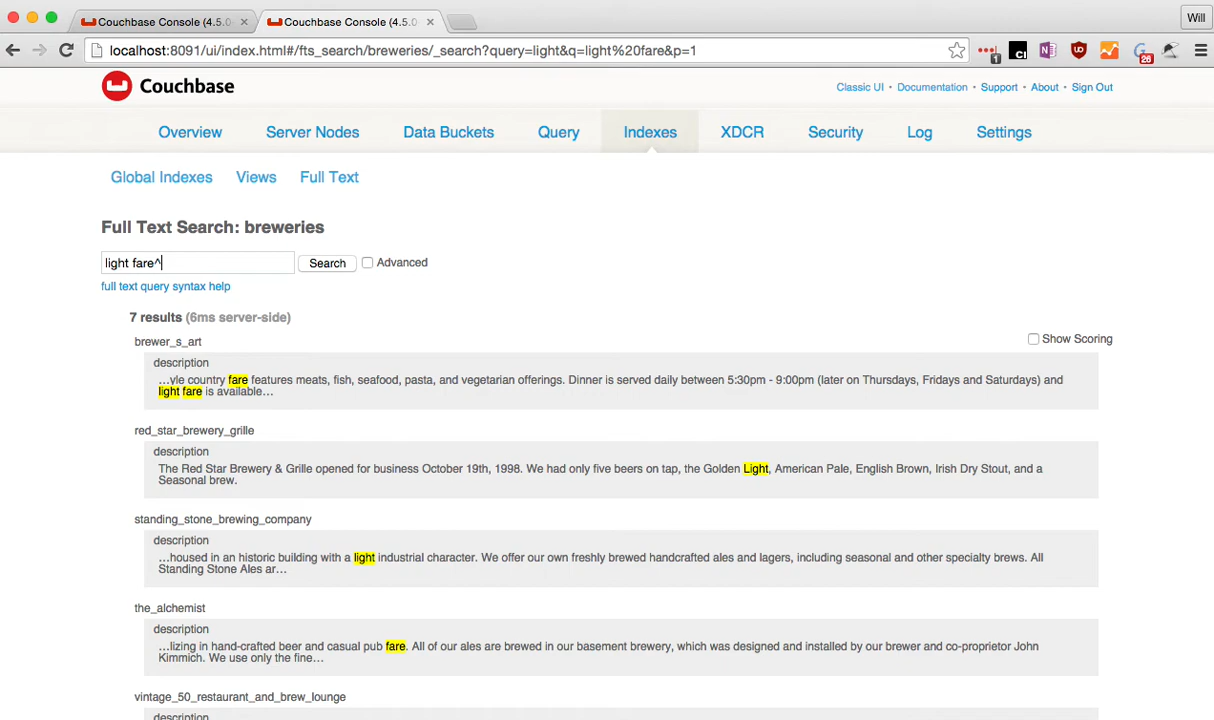 Couchbase Console (4.5.0
Couchbase Console (4.5.0
Will
localhost:8091/ui/index.html#/fts_search/breweries/_search?query=light&q=light%20fare&p=1
Couchbase
Classic UI • Documentation • Support • About • Sign Out
Overview Server Nodes Data Buckets Query Indexes XDCR Security Log Settings
Global Indexes Views Full Text
Full Text Search: breweries
light fare^
Search
Advanced
full text query syntax help
7 results (6ms server-side)
Show Scoring
brewer_s_art
description
…yle country fare features meats, fish, seafood, pasta, and vegetarian offerings. Dinner is served daily between 5:30pm - 9:00pm (later on Thursdays, Fridays and Saturdays) and
light fare is available…
red_star_brewery_grille
description
The Red Star Brewery & Grille opened for business October 19th, 1998. We had only five beers on tap, the Golden Light, American Pale, English Brown, Irish Dry Stout, and a
Seasonal brew.
standing_stone_brewing_company
description
…housed in an historic building with a light industrial character. We offer our own freshly brewed handcrafted ales and lagers, including seasonal and other specialty brews. All
Standing Stone Ales ar…
the_alchemist
description
…lizing in hand-crafted beer and casual pub fare. All of our ales are brewed in our basement brewery, which was designed and installed by our brewer and co-proprietor John
Kimmich. We use only the fine…
vintage_50_restaurant_and_brew_lounge
description